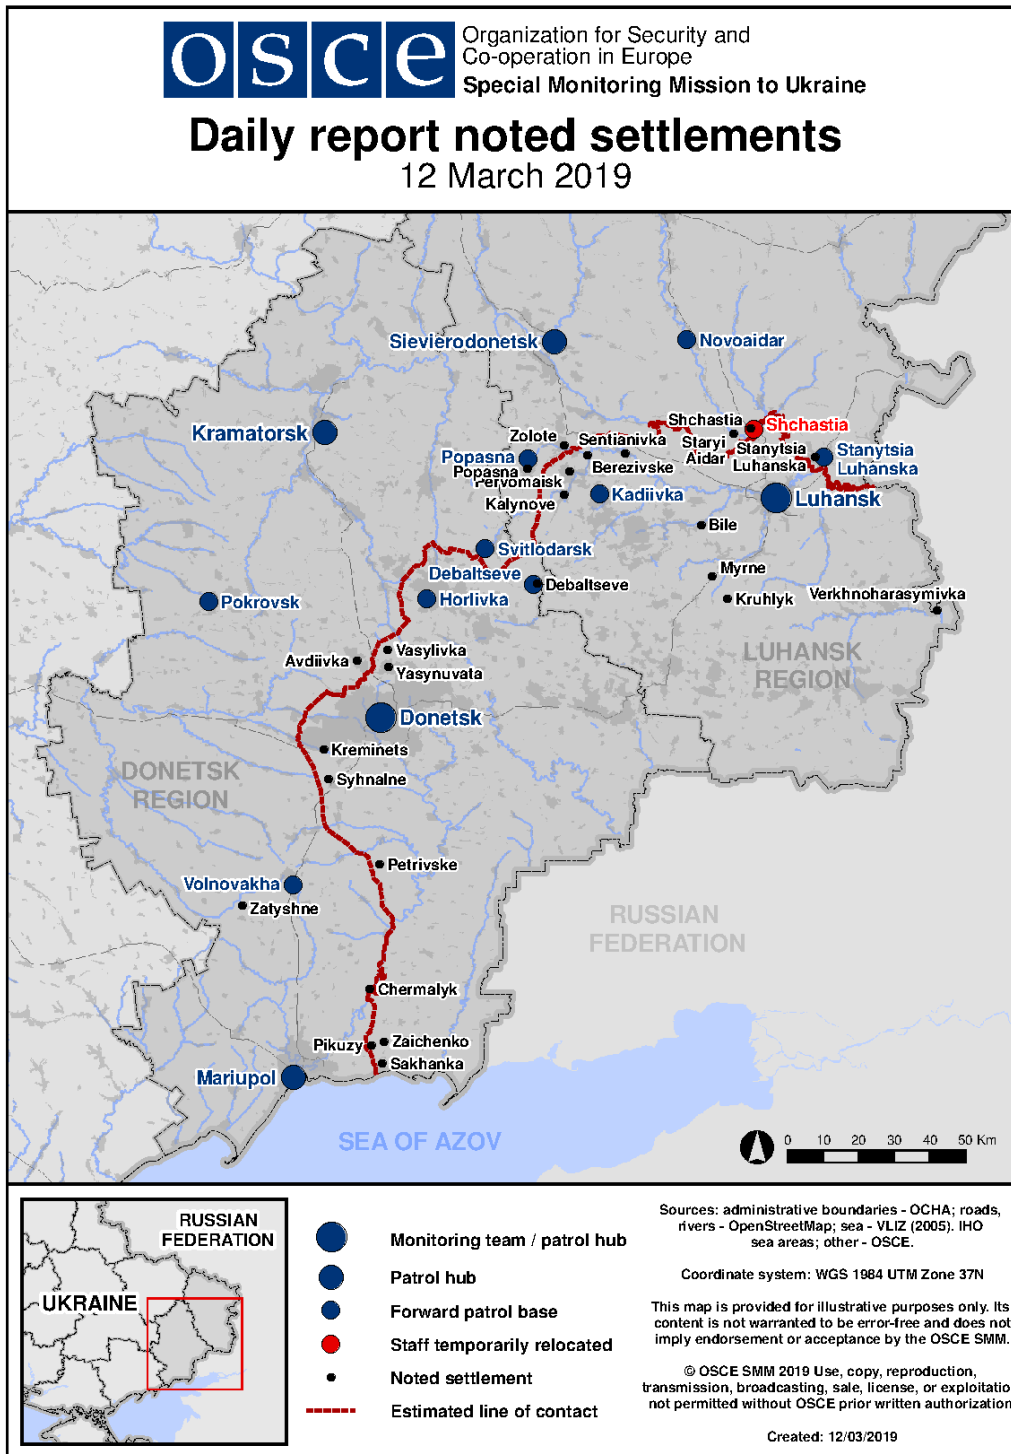 osce
Organization for Security and
Co-operation in Europe
Special Monitoring Mission to Ukraine
Daily report noted settlements
12 March 2019
Sievierodonetsk
Novoaidar
Kramatorsk
Shchastia
Shchastia
Zolote
Sentianivka
Staryi
Aidar
Stanytsia
Luhanska
Stanytsia
Luhanska
Popasna
Popasna
Berezivske
Pervomaisk
Kadiivka
Luhansk
Kalynove
Bile
Svitlodarsk
Debaltseve
Debaltseve
Myrne
Kruhlyk
Verkhnoharasymivka
Pokrovsk
Horlivka
Vasylivka
Avdiivka
Yasynuvata
LUHANSK
REGION
Donetsk
Kreminets
DONETSK
REGION
Syhnalne
Petrivske
Volnovakha
Zatyshne
RUSSIAN
FEDERATION
Chermalyk
Pikuzy
Zaichenko
Sakhanka
Mariupol
SEA OF AZOV
0 10 20 30 40 50 Km
RUSSIAN
FEDERATION
UKRAINE
Monitoring team / patrol hub
Patrol hub
Forward patrol base
Staff temporarily relocated
Noted settlement
Estimated line of contact
Sources: administrative boundaries - OCHA; roads,
rivers - OpenStreetMap; sea - VLIZ (2005). IHO
sea areas; other - OSCE.
Coordinate system: WGS 1984 UTM Zone 37N
This map is provided for illustrative purposes only. Its
content is not warranted to be error-free and does not
imply endorsement or acceptance by the OSCE SMM.
© OSCE SMM 2019 Use, copy, reproduction,
transmission, broadcasting, sale, license, or exploitatio
not permitted without OSCE prior written authorization
Created: 12/03/2019